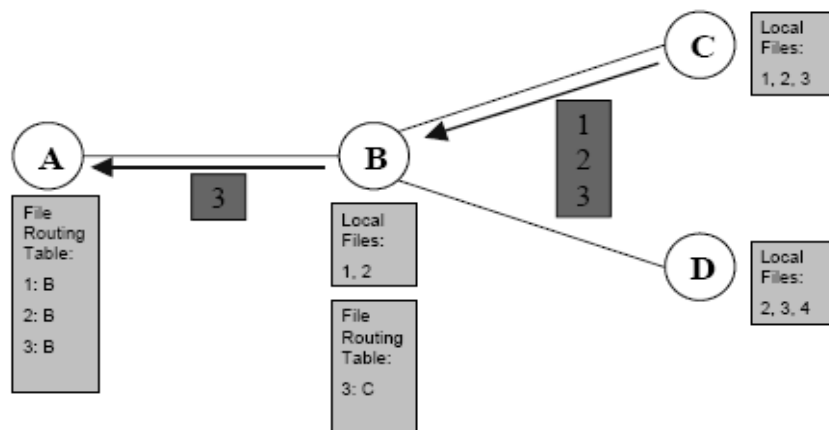 C
Local
Files:
1, 2, 3
1
2
3
A
B
3
File
Routing
Table:
1: B
2: B
3: B
Local
Files:
1, 2
File
Routing
Table:
3: C
D
Local
Files:
2, 3, 4